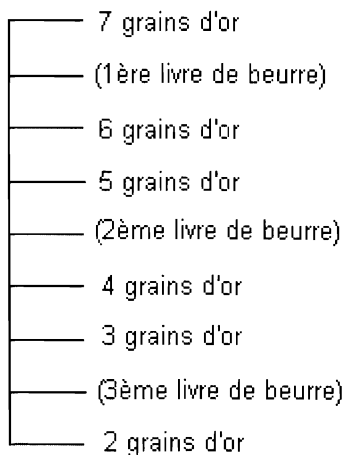 7 grains d'or
(1ère livre de beurre)
6 grains d'or
5 grains d'or
(2ème livre de beurre)
4 grains d'or
3 grains d'or
(3ème livre de beurre)
2 grains d'or